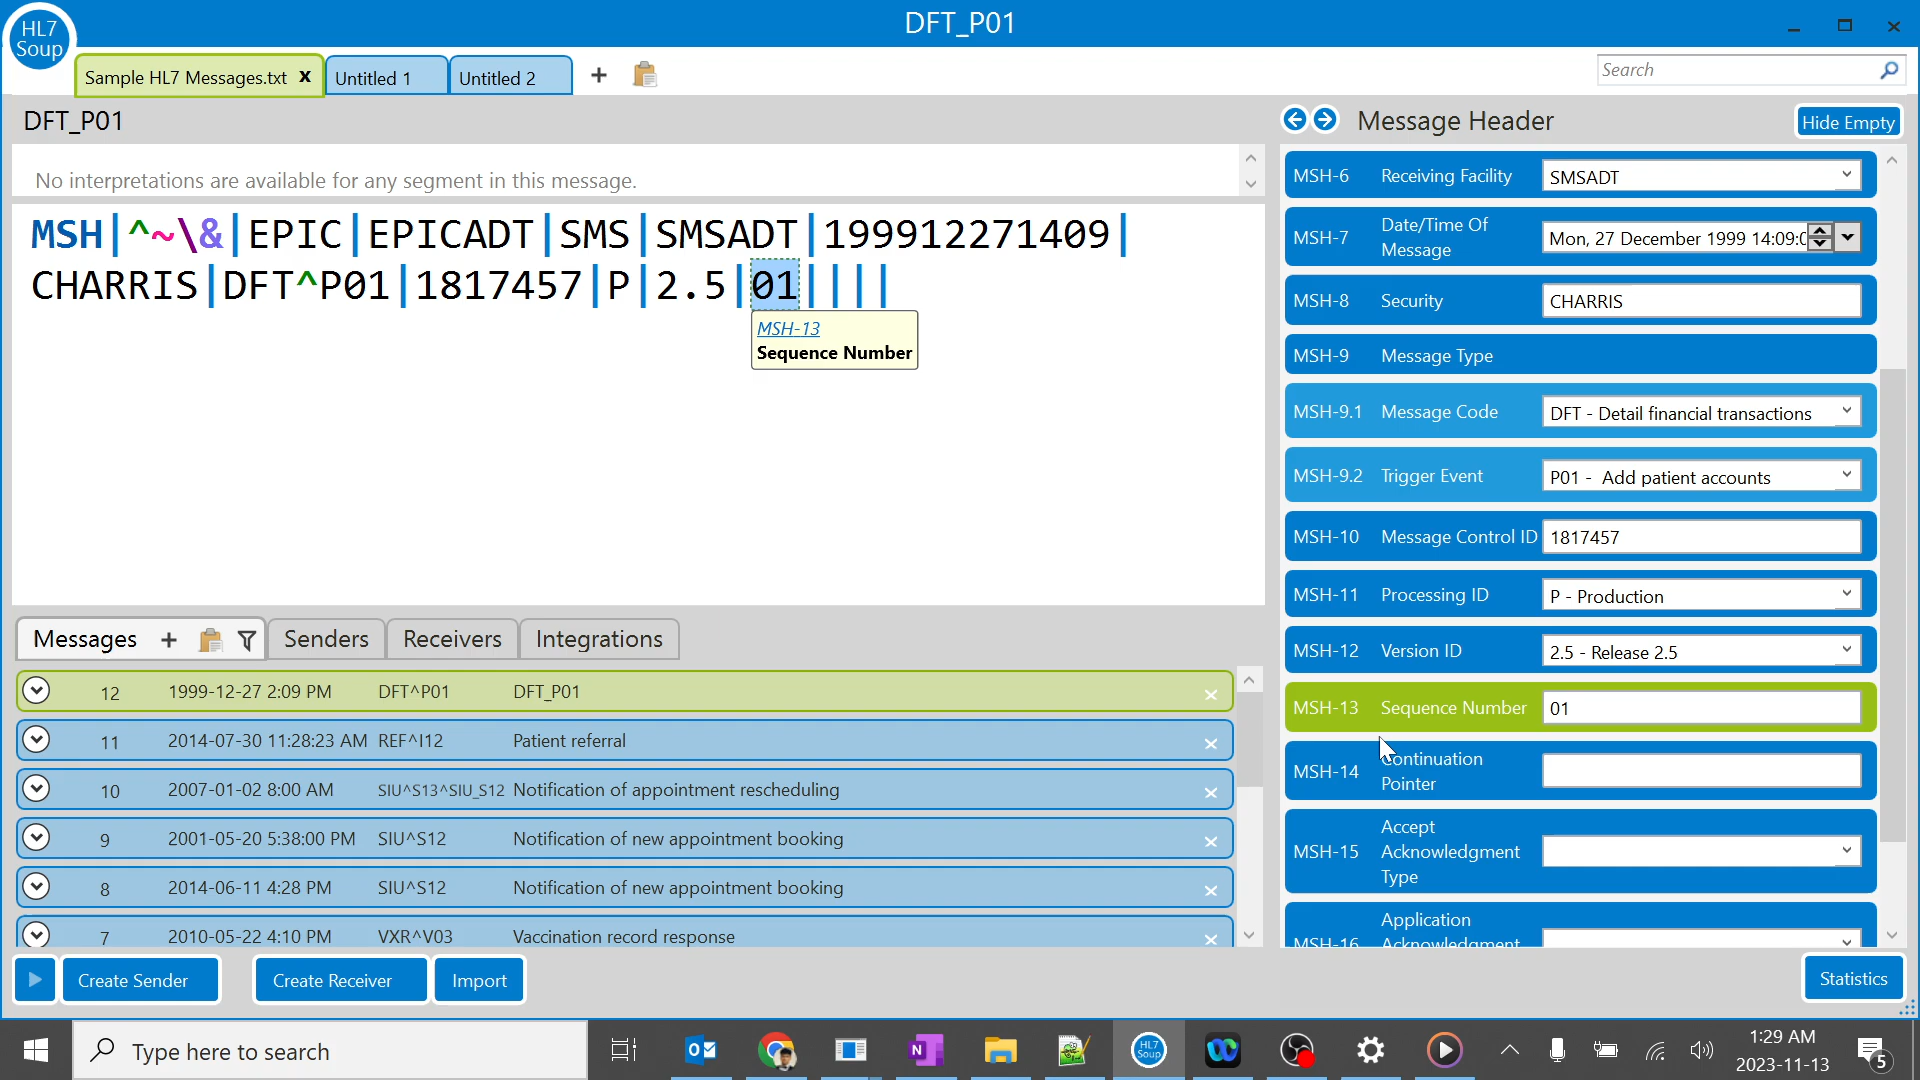 HL7
Soup
DFT_P01
Sample HL7 Messages.txt x
Untitled 1
Untitled 2
+
Search
DFT_P01
Message Header
Hide Empty
No interpretations are available for any segment in this message.
MSH|^~\&|EPIC|EPICADT|SMS|SMSADT|199912271409|
CHARRIS|DFT^P01|1817457|P|2.5|01||||
MSH-13
Sequence Number
MSH-6 Receiving Facility SMSADT
MSH-7 Date/Time Of Message Mon, 27 December 1999 14:09:0
MSH-8 Security CHARRIS
MSH-9 Message Type
MSH-9.1 Message Code DFT - Detail financial transactions
MSH-9.2 Trigger Event P01 - Add patient accounts
MSH-10 Message Control ID 1817457
MSH-11 Processing ID P - Production
MSH-12 Version ID 2.5 - Release 2.5
MSH-13 Sequence Number 01
MSH-14 Continuation Pointer
MSH-15 Accept Acknowledgment Type
MSH-16 Application Acknowledgment
Messages + Senders Receivers Integrations
12 1999-12-27 2:09 PM DFT^P01 DFT_P01
11 2014-07-30 11:28:23 AM REF^I12 Patient referral
10 2007-01-02 8:00 AM SIU^S13^SIU_S12 Notification of appointment rescheduling
9 2001-05-20 5:38:00 PM SIU^S12 Notification of new appointment booking
8 2014-06-11 4:28 PM SIU^S12 Notification of new appointment booking
7 2010-05-22 4:10 PM VXR^V03 Vaccination record response
Create Sender
Create Receiver
Import
Statistics
Type here to search
HL7
Soup
1:29 AM
2023-11-13
5